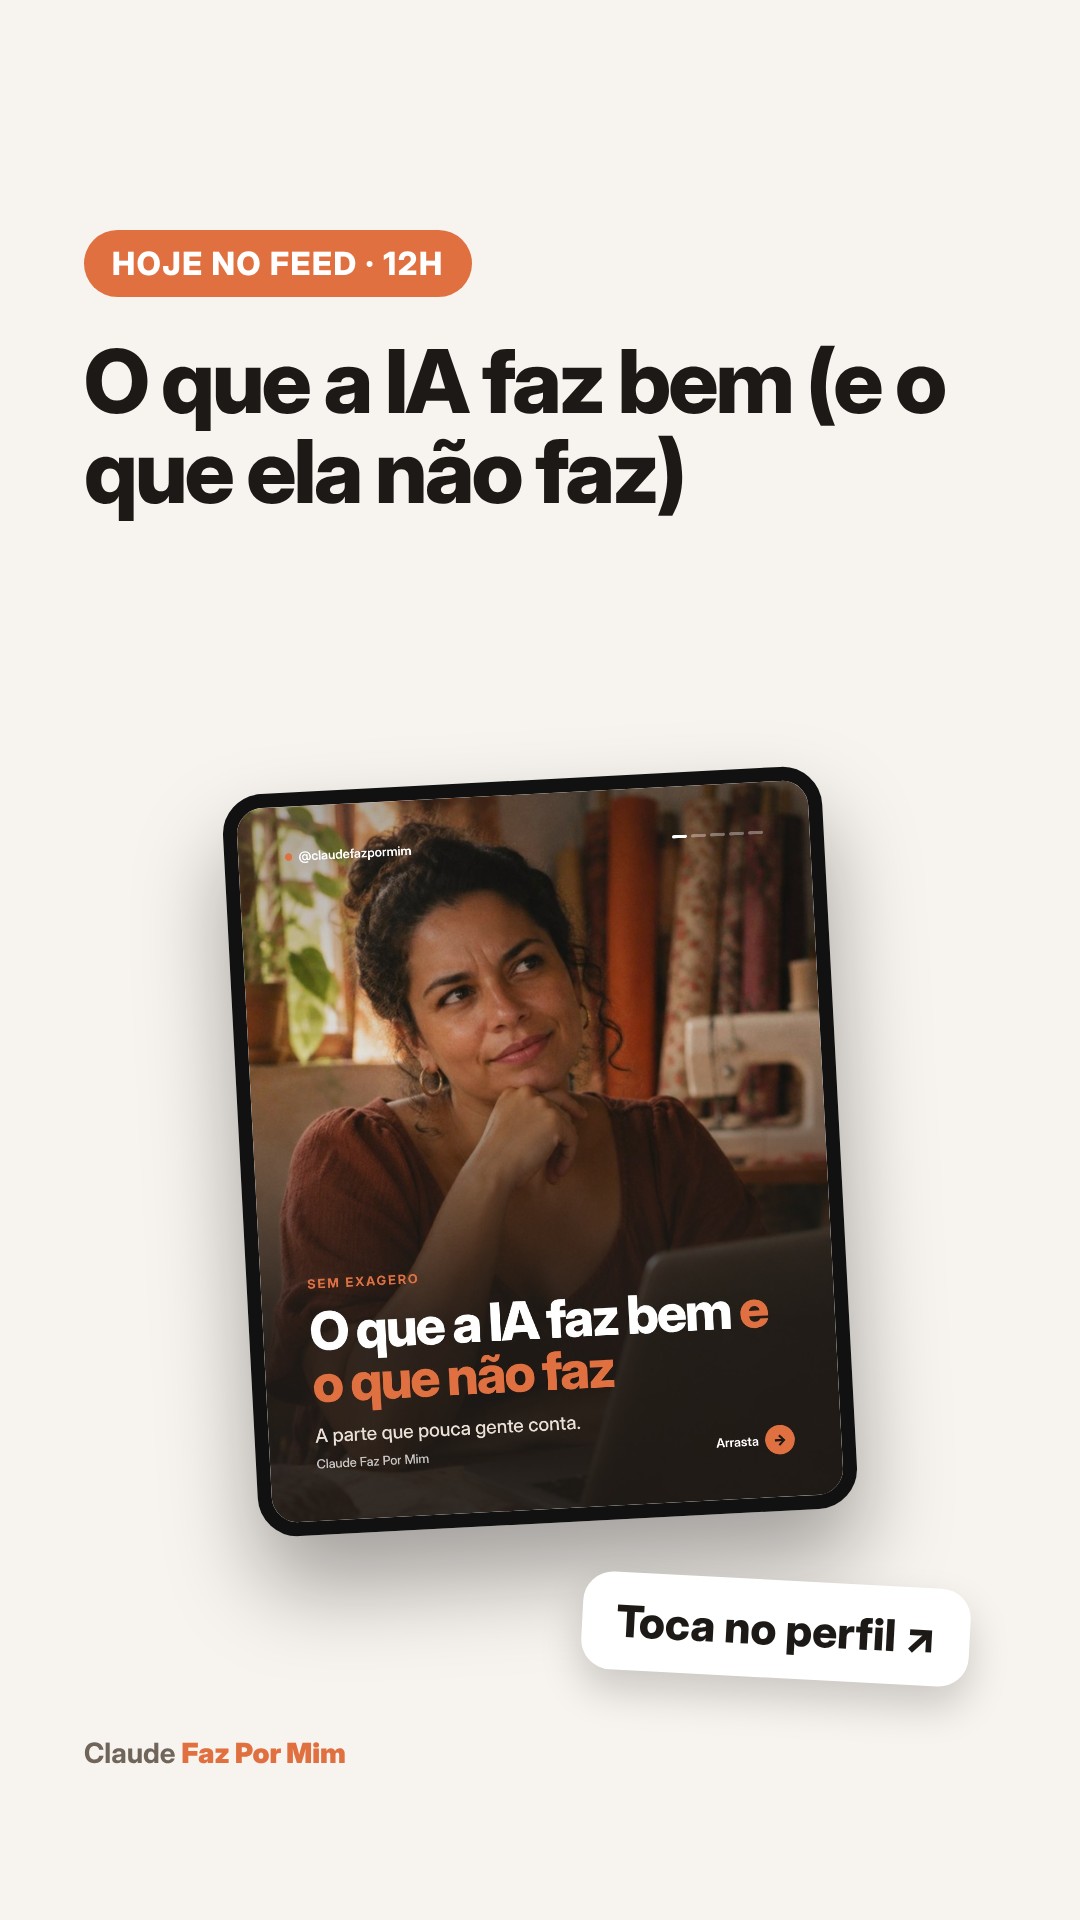 HOJE NO FEED · 12H
O que a IA faz bem (e o
que ela não faz)
@claudefazpormim
SEM EXAGERO
O que a IA faz bem e
o que não faz
A parte que pouca gente conta.
Claude Faz Por Mim
Arrasta →
Toca no perfil ↗
Claude Faz Por Mim